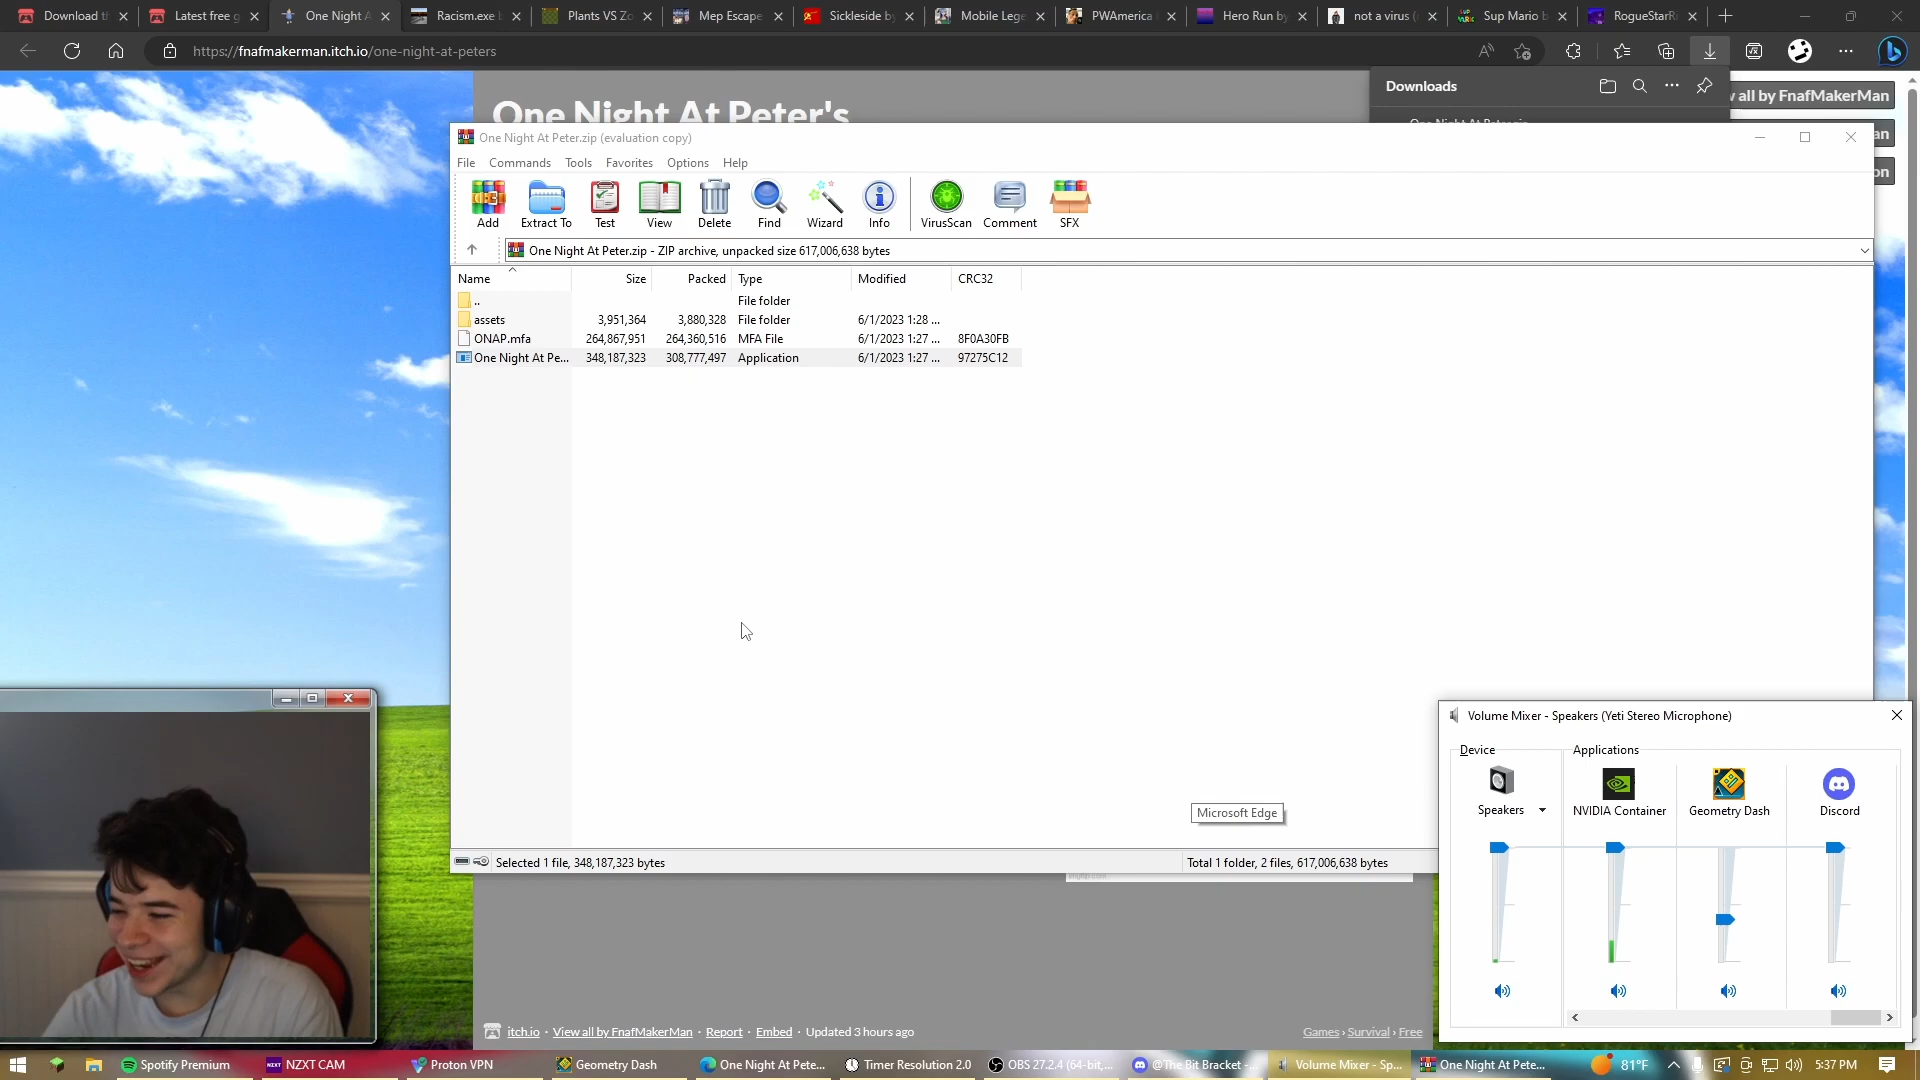 Download th
Latest free g
One Night A
Racism.exe b
Plants VS Zo
Mep Escape
Sickleside by
Mobile Lege
PWAmerica
Hero Run by
not a virus (
Sup Mario b
RogueStarR
https://fnafmakerman.itch.io/one-night-at-peters
One Night At Peter's
Downloads
all by FnafMakerMan
an
on
One Night At Peter.zip (evaluation copy)
File Commands Tools Favorites Options Help
Add Extract To Test View Delete Find Wizard Info VirusScan Comment SFX
One Night At Peter.zip - ZIP archive, unpacked size 617,006,638 bytes
Name Size Packed Type Modified CRC32
.. File folder
assets 3,951,364 3,880,328 File folder 6/1/2023 1:28 ...
ONAP.mfa 264,867,951 264,360,516 MFA File 6/1/2023 1:27 ... 8F0A30FB
One Night At Pe... 348,187,323 308,777,497 Application 6/1/2023 1:27 ... 97275C12
Microsoft Edge
Selected 1 file, 348,187,323 bytes
Total 1 folder, 2 files, 617,006,638 bytes
Volume Mixer - Speakers (Yeti Stereo Microphone)
Device Applications
Speakers NVIDIA Container Geometry Dash Discord
itch.io · View all by FnafMakerMan · Report · Embed · Updated 3 hours ago
Games › Survival › Free
Spotify Premium
NZXT CAM
Proton VPN
Geometry Dash
One Night At Pete...
Timer Resolution 2.0
OBS 27.2.4 (64-bit,...
@The Bit Bracket -...
Volume Mixer - Sp...
One Night At Pete...
81°F
5:37 PM